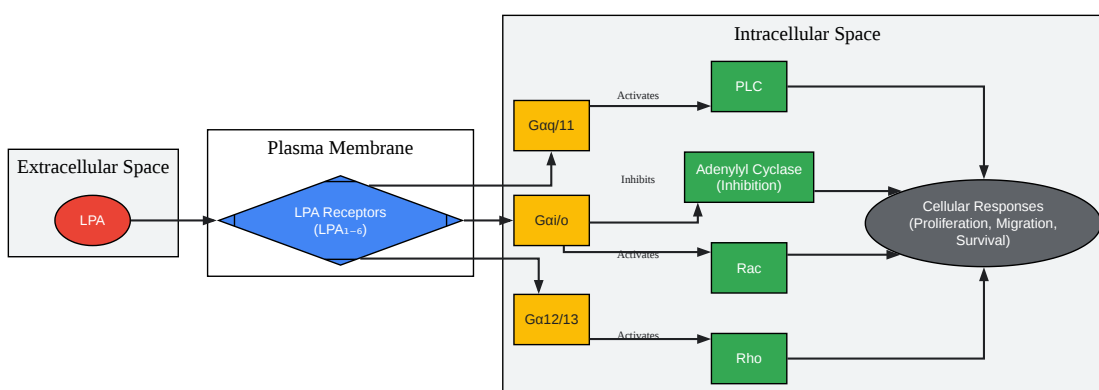 Extracellular Space
LPA
Plasma Membrane
LPA Receptors
(LPA₁₋₆)
Intracellular Space
Gαq/11
Activates
PLC
Gαi/o
Inhibits
Adenylyl Cyclase
(Inhibition)
Activates
Rac
Gα12/13
Activates
Rho
Cellular Responses
(Proliferation, Migration,
Survival)